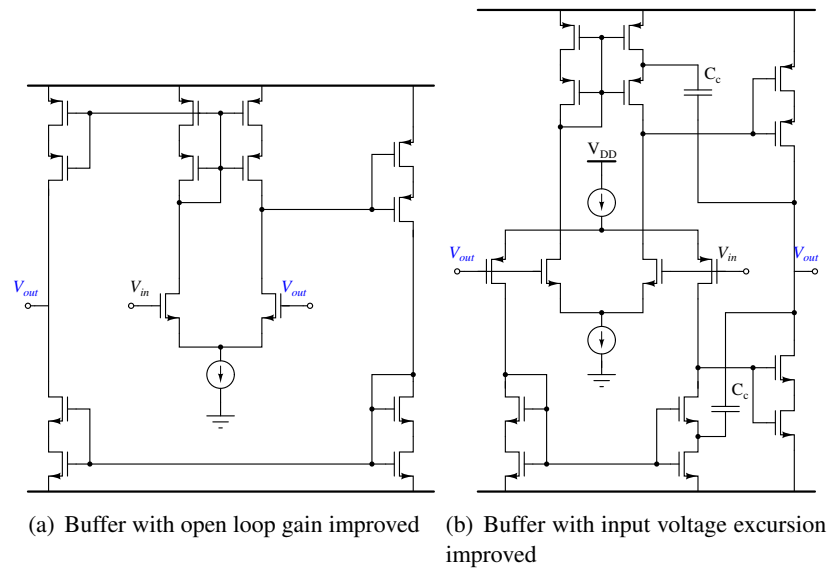 C_c
V_DD
V_out
V_in
V_out
V_out
V_in
V_out
C_c
(a) Buffer with open loop gain improved
(b) Buffer with input voltage excursion
improved